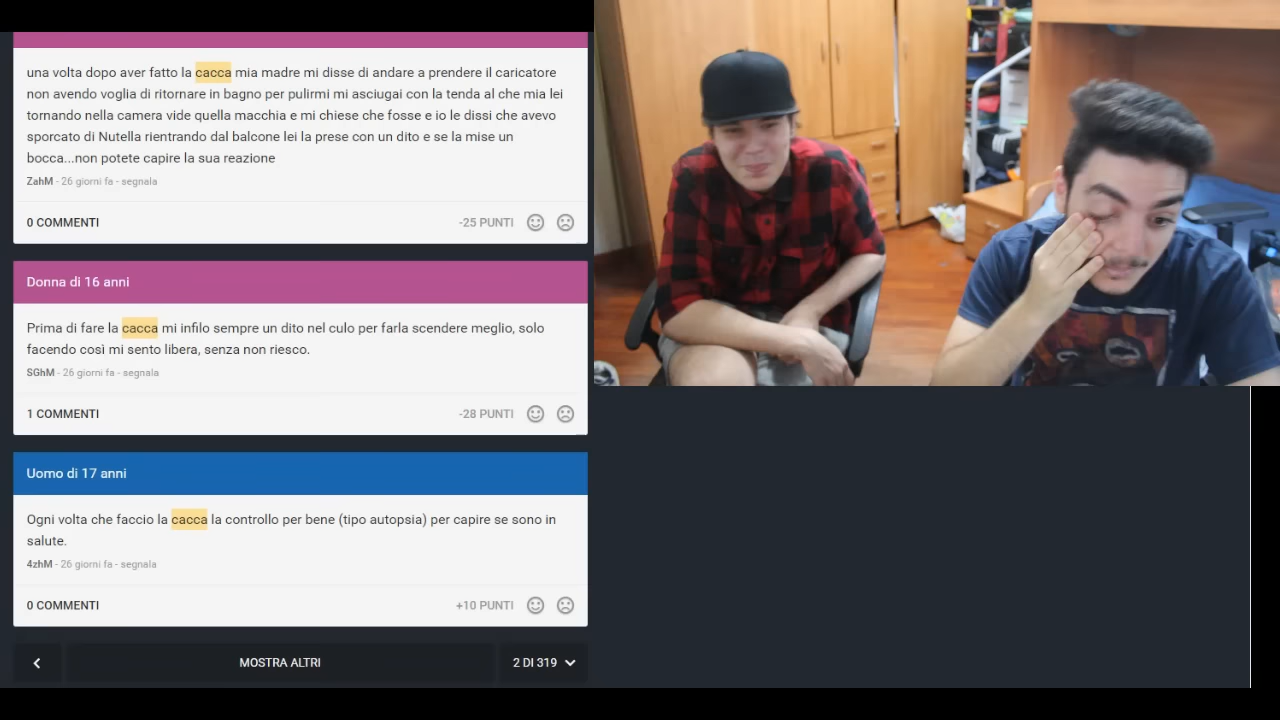 una volta dopo aver fatto la cacca mia madre mi disse di andare a prendere il caricatore
non avendo voglia di ritornare in bagno per pulirmi mi asciugai con la tenda al che mia lei
tornando nella camera vide quella macchia e mi chiese che fosse e io le dissi che avevo
sporcato di Nutella rientrando dal balcone lei la prese con un dito e se la mise un
bocca...non potete capire la sua reazione
ZahM - 26 giorni fa - segnala
0 COMMENTI -25 PUNTI
Donna di 16 anni
Prima di fare la cacca mi infilo sempre un dito nel culo per farla scendere meglio, solo
facendo così mi sento libera, senza non riesco.
SGhM - 26 giorni fa - segnala
1 COMMENTI -28 PUNTI
Uomo di 17 anni
Ogni volta che faccio la cacca la controllo per bene (tipo autopsia) per capire se sono in
salute.
4zhM - 26 giorni fa - segnala
0 COMMENTI +10 PUNTI
MOSTRA ALTRI 2 DI 319